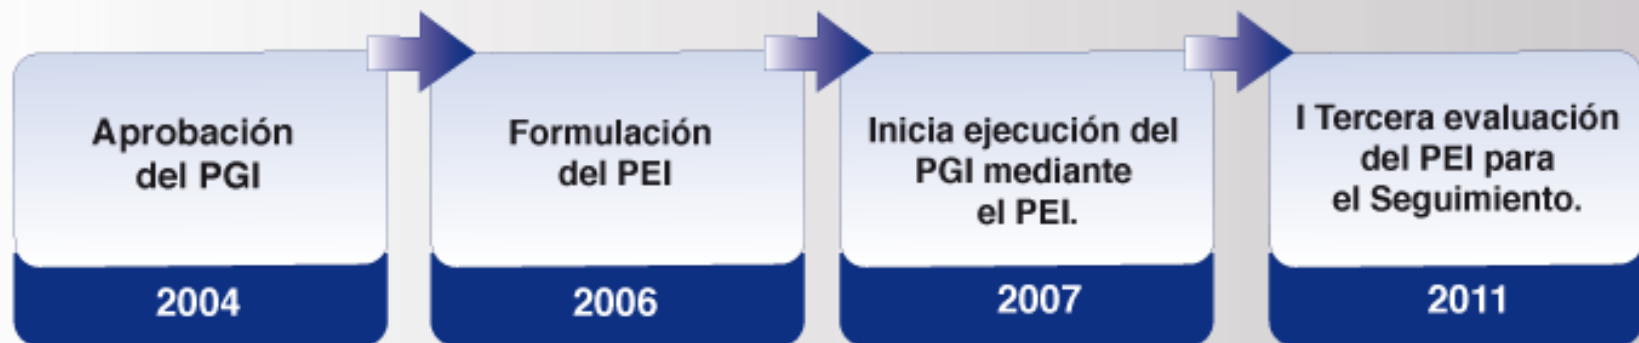 Aprobación
del PGI
2004
Formulación
del PEI
2006
Inicia ejecución del
PGI mediante
el PEI.
2007
I Tercera evaluación
del PEI para
el Seguimiento.
2011